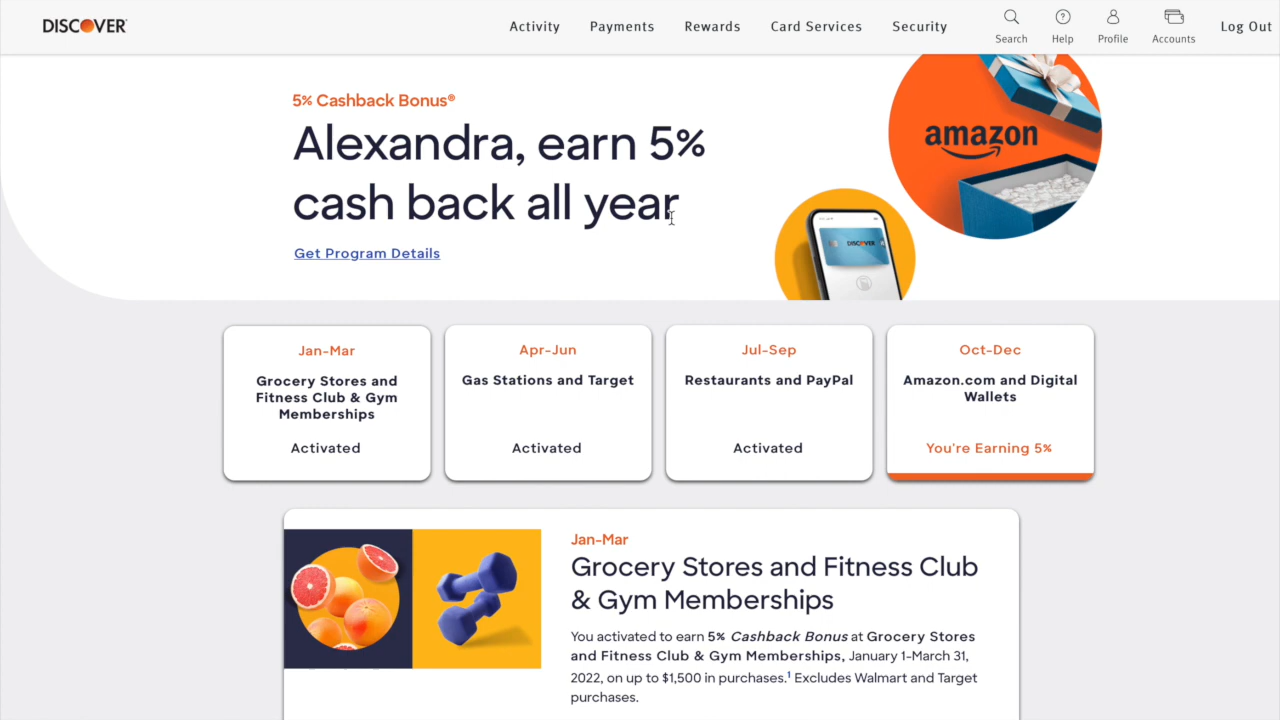 DISCOVER
Activity
Payments
Rewards
Card Services
Security
Search
Help
Profile
Accounts
Log Out
5% Cashback Bonus®
Alexandra, earn 5%
cash back all year
Get Program Details
amazon
DISCOVER
Jan-Mar
Grocery Stores and
Fitness Club & Gym
Memberships
Activated
Apr-Jun
Gas Stations and Target
Activated
Jul-Sep
Restaurants and PayPal
Activated
Oct-Dec
Amazon.com and Digital
Wallets
You're Earning 5%
Jan-Mar
Grocery Stores and Fitness Club
& Gym Memberships
You activated to earn 5% Cashback Bonus at Grocery Stores
and Fitness Club & Gym Memberships, January 1-March 31,
2022, on up to $1,500 in purchases.¹ Excludes Walmart and Target
purchases.